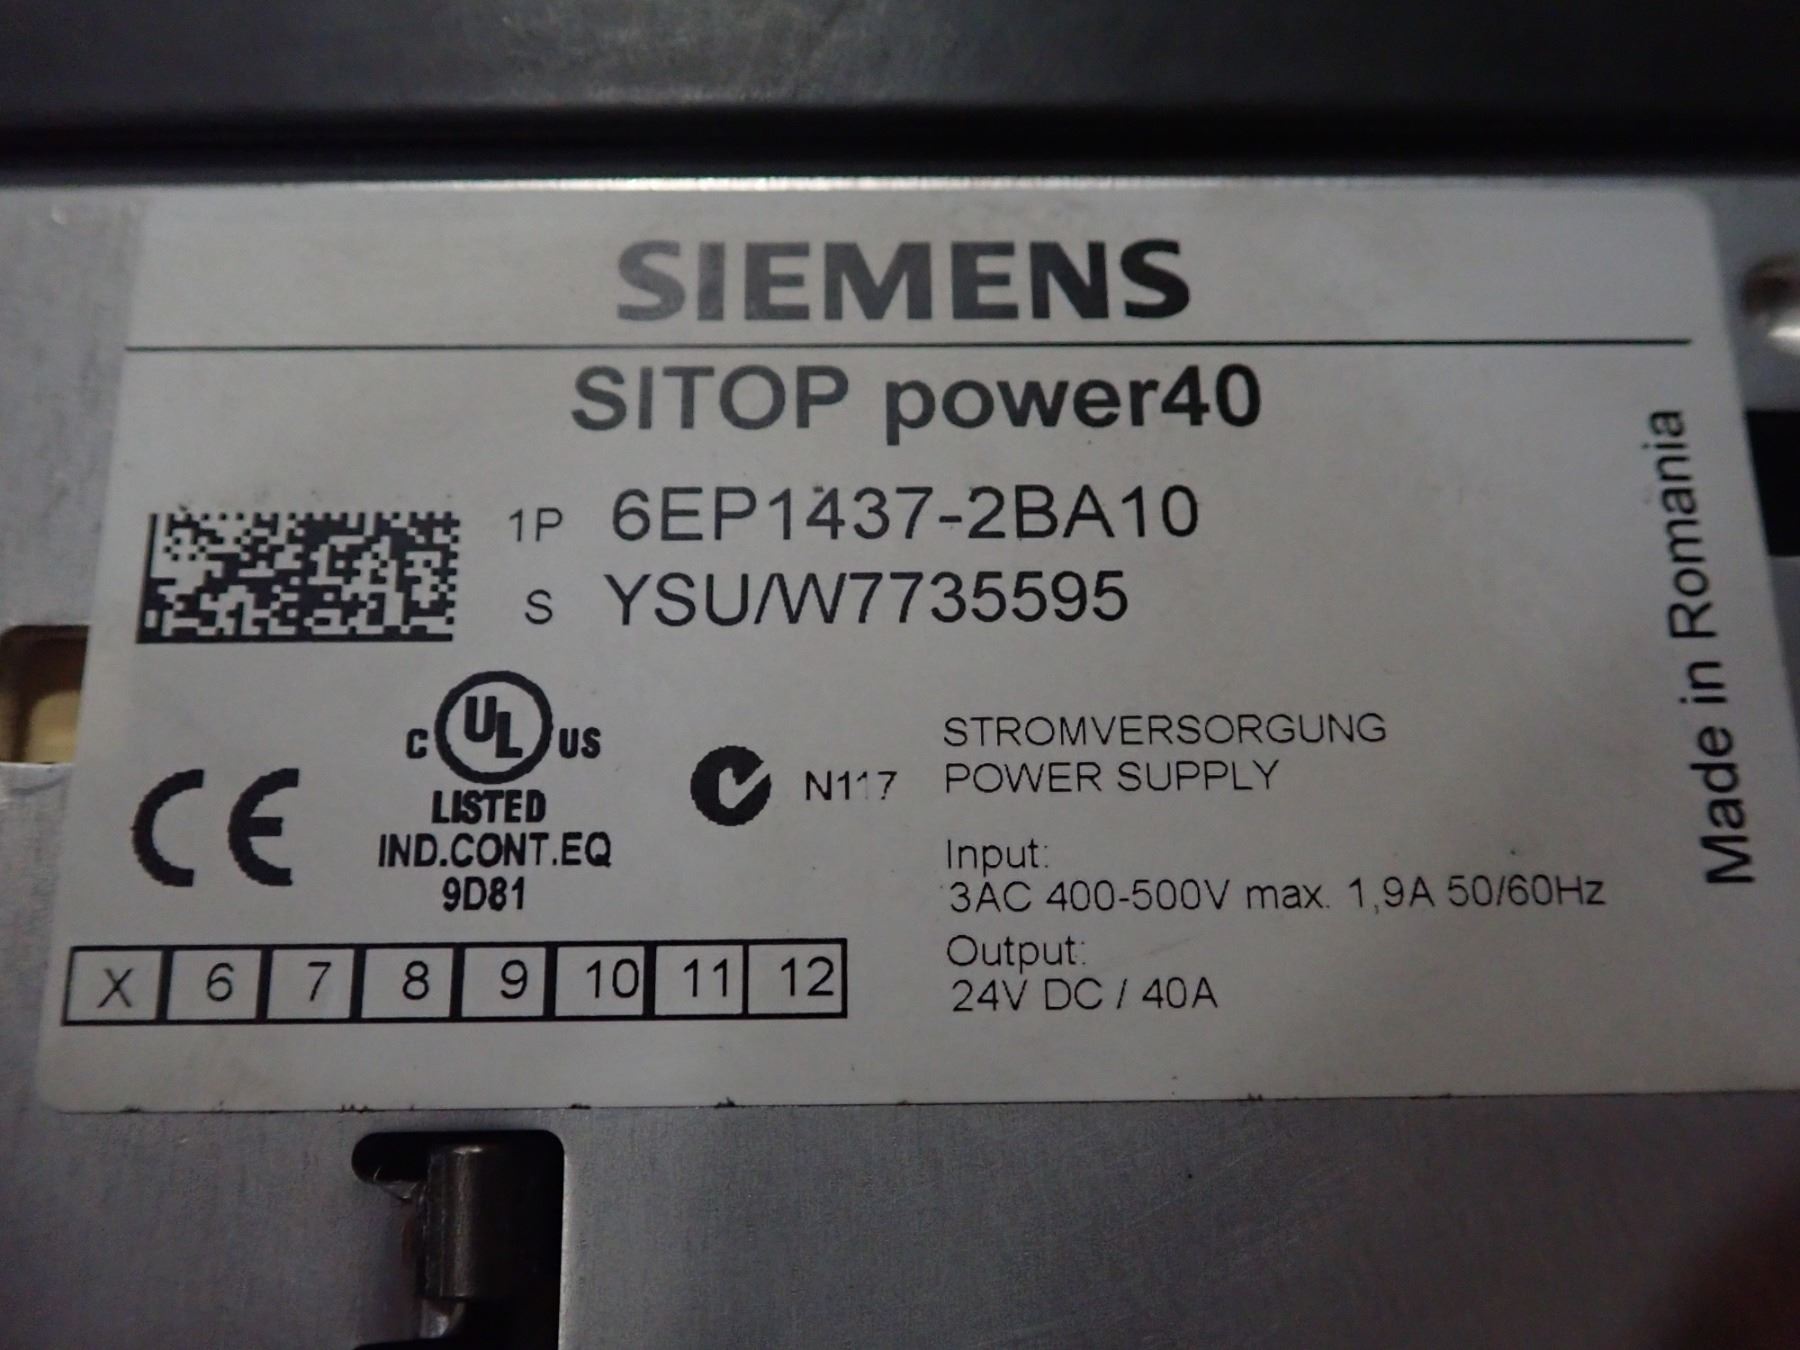 SIEMENS
SITOP power40
1P 6EP1437-2BA10
S YSU/W7735595
C UL US
LISTED
IND.CONT.EQ
9D81
CE
N117
STROMVERSORGUNG
POWER SUPPLY
Input:
3AC 400-500V max. 1,9A 50/60Hz
Output:
24V DC / 40A
X 6 7 8 9 10 11 12
Made in Romania